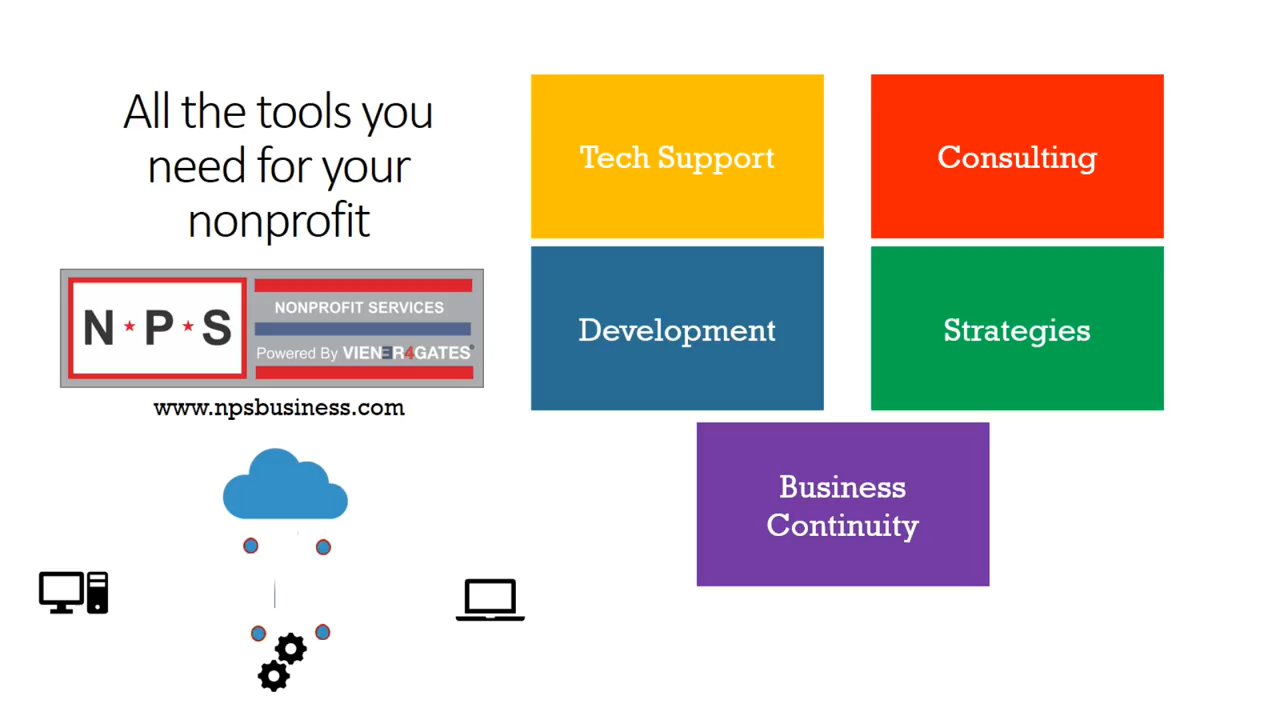 All the tools you
need for your
nonprofit
N★P★S
NONPROFIT SERVICES
Powered By VIENER4GATES®
www.npsbusiness.com
Tech Support
Consulting
Development
Strategies
Business
Continuity